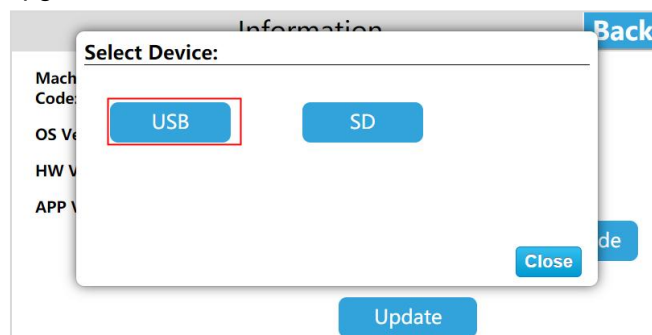 Information
Back
Select Device:
Mach
Code:
USB
SD
OS Ve
HW V
APP V
de
Close
Update